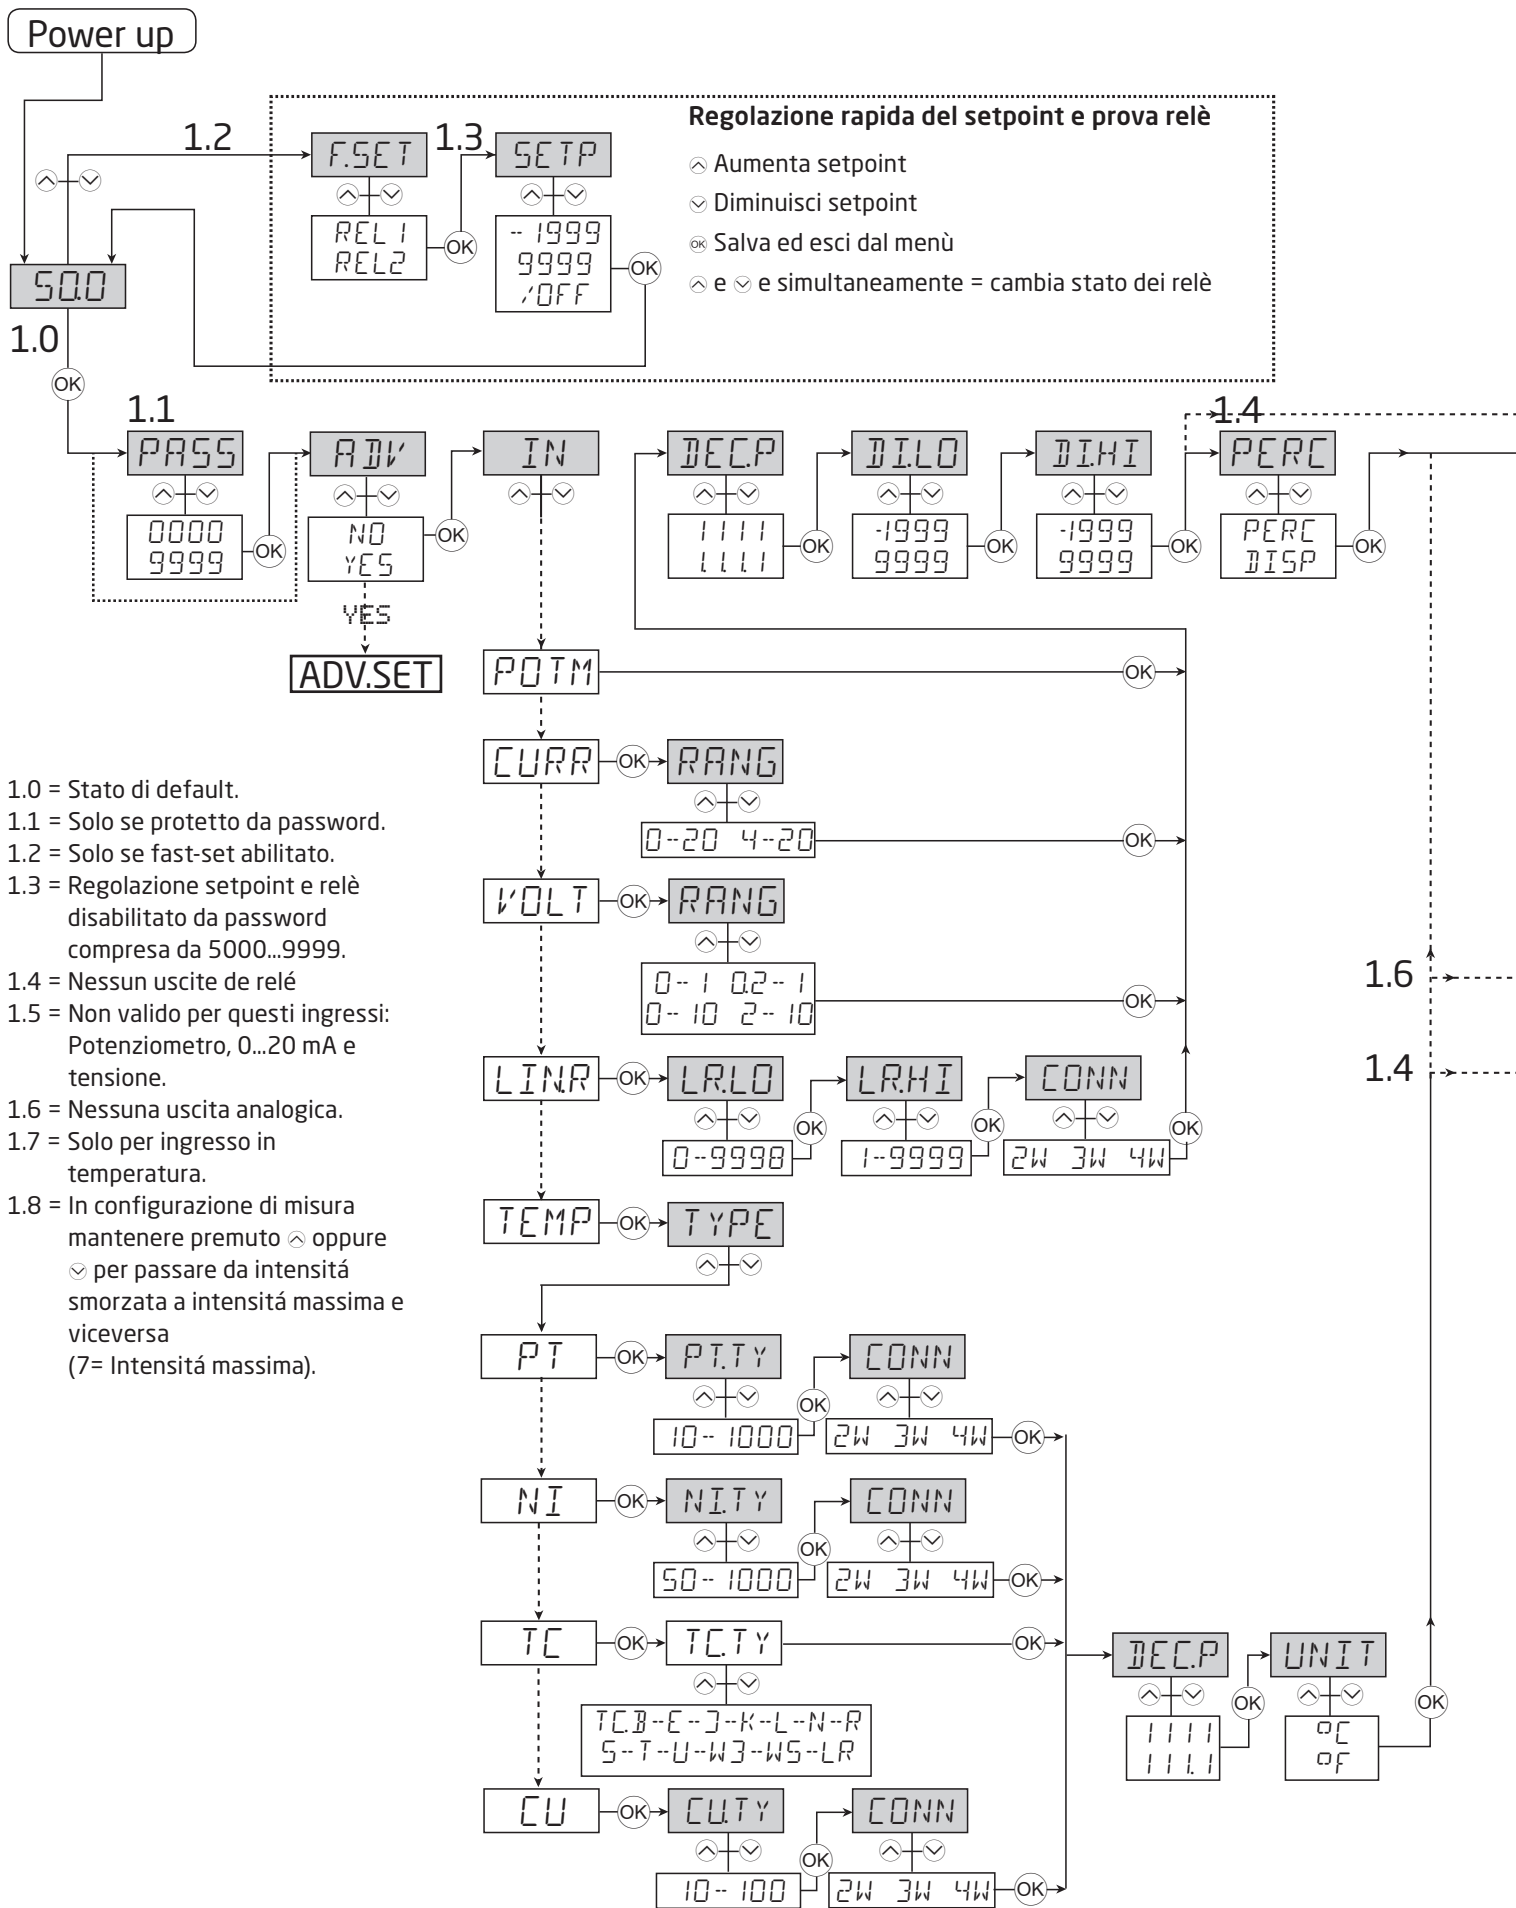 Power up
Regolazione rapida del setpoint e prova relè
1.2
F.SET
1.3
SETP
Aumenta setpoint
Diminuisci setpoint
REL1
REL2
OK
-1999
9999
/OFF
OK
OK Salva ed esci dal menù
e e simultaneamente = cambia stato dei relè
50.0
1.0
OK
1.1
1.4
PASS
ADV
IN
DEC.P
DI.LO
DI.HI
PERC
0000
9999
OK
NO
YES
OK
1111
1.1.1.1
OK
-1999
9999
OK
-1999
9999
OK
PERC
DISP
OK
YES
ADV.SET
POTM
OK
CURR
OK
RANG
0-20 4-20
OK
1.0 = Stato di default.
1.1 = Solo se protetto da password.
1.2 = Solo se fast-set abilitato.
1.3 = Regolazione setpoint e relè
disabilitato da password
compresa da 5000...9999.
1.4 = Nessun uscite de relé
1.5 = Non valido per questi ingressi:
Potenziometro, 0...20 mA e
tensione.
1.6 = Nessuna uscita analogica.
1.7 = Solo per ingresso in
temperatura.
1.8 = In configurazione di misura
mantenere premuto oppure
per passare da intensitá
smorzata a intensitá massima e
viceversa
(7= Intensitá massima).
VOLT
OK
RANG
0-1 0.2-1
0-10 2-10
OK
1.6
1.4
LIN.R
OK
LR.LO
0-9998
OK
LR.HI
1-9999
OK
CONN
2W 3W 4W
OK
TEMP
OK
TYPE
PT
OK
PT.TY
10-1000
OK
CONN
2W 3W 4W
OK
NI
OK
NI.TY
50-1000
OK
CONN
2W 3W 4W
OK
TC
OK
TC.TY
OK
TC.B-E-J-K-L-N-R
S-T-U-W3-W5-LR
DEC.P
1111
111.1
OK
UNIT
°C
°F
OK
CU
OK
CU.TY
10-100
OK
CONN
2W 3W 4W
OK